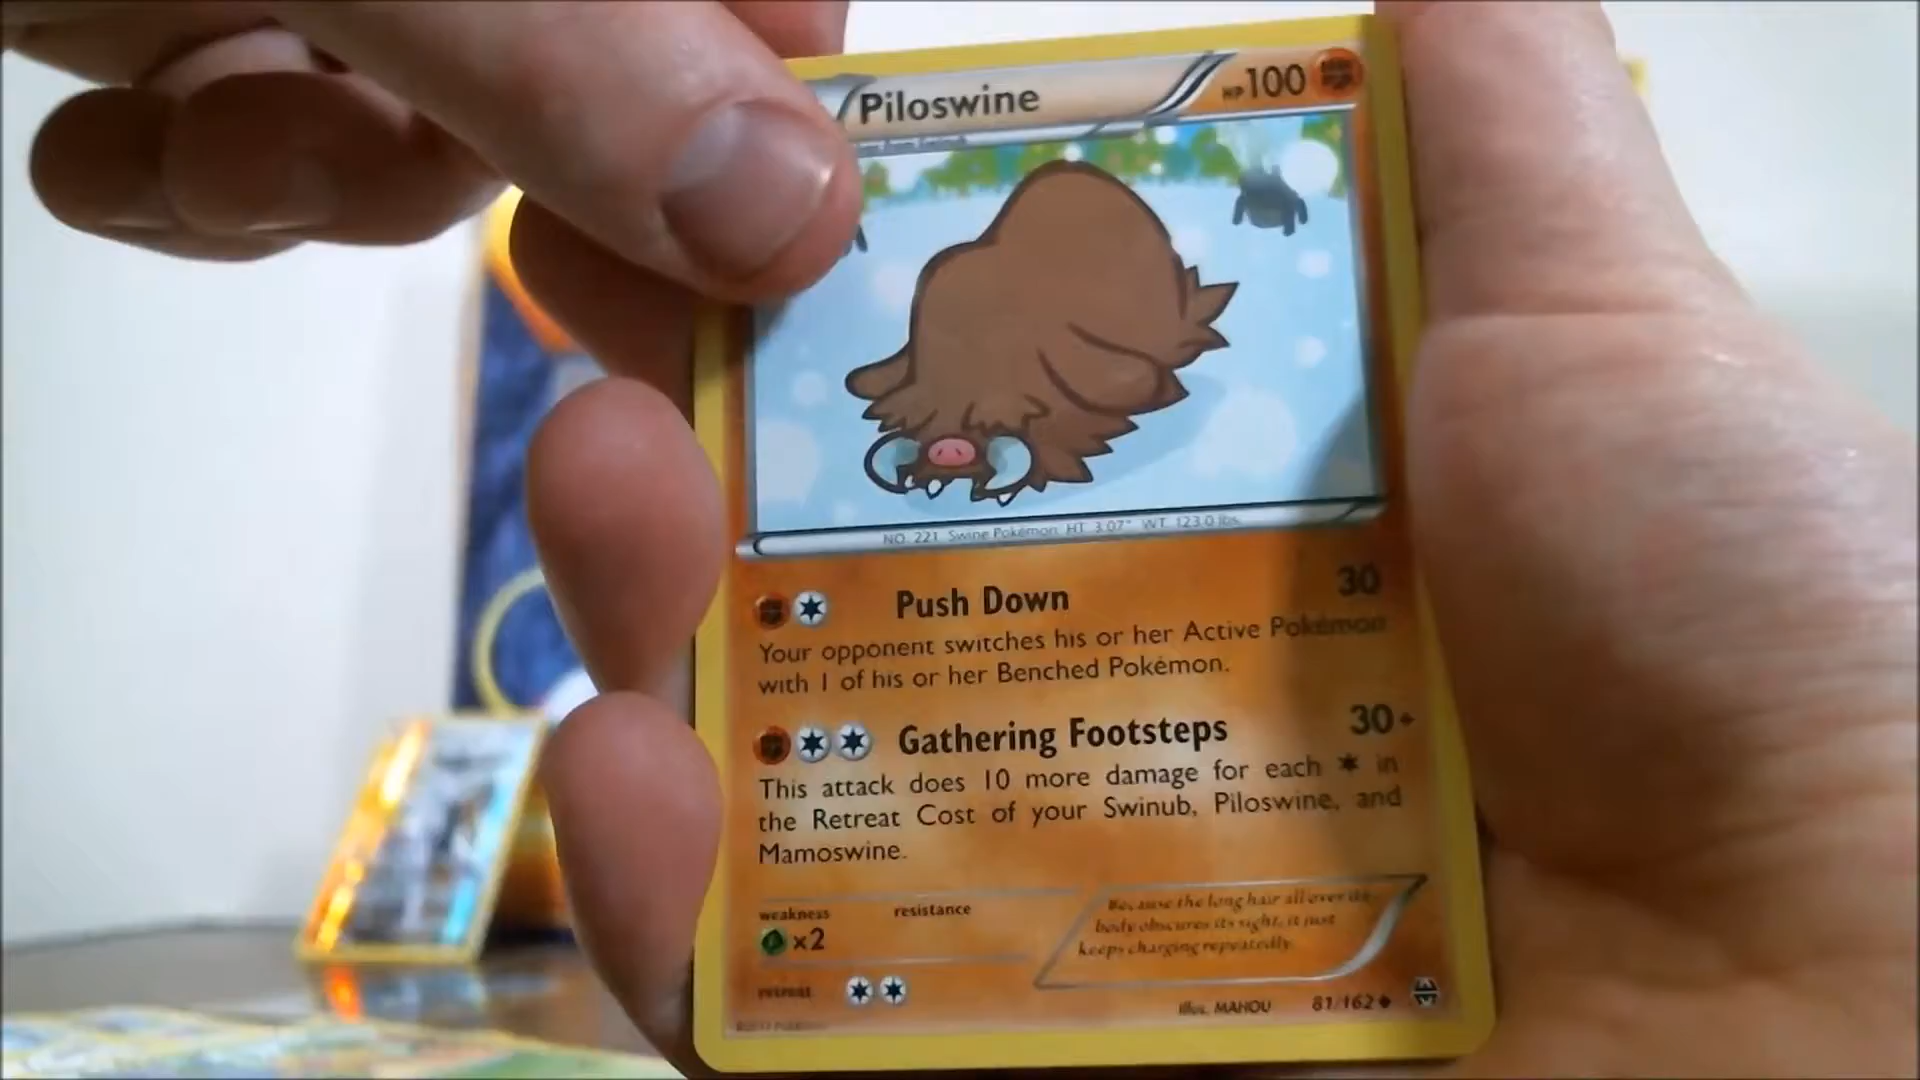 Piloswine HP100
NO. 221 Swine Pokémon HT 3.07" WT. 123.0 lbs.
Push Down 30
Your opponent switches his or her Active Pokémon
with 1 of his or her Benched Pokémon.
Gathering Footsteps 30+
This attack does 10 more damage for each in
the Retreat Cost of your Swinub, Piloswine, and
Mamoswine.
weakness resistance
×2
Because the long hair all over its
body obscures its sight, it just
keeps charging repeatedly.
retreat
Illus. MAHOU 81/162